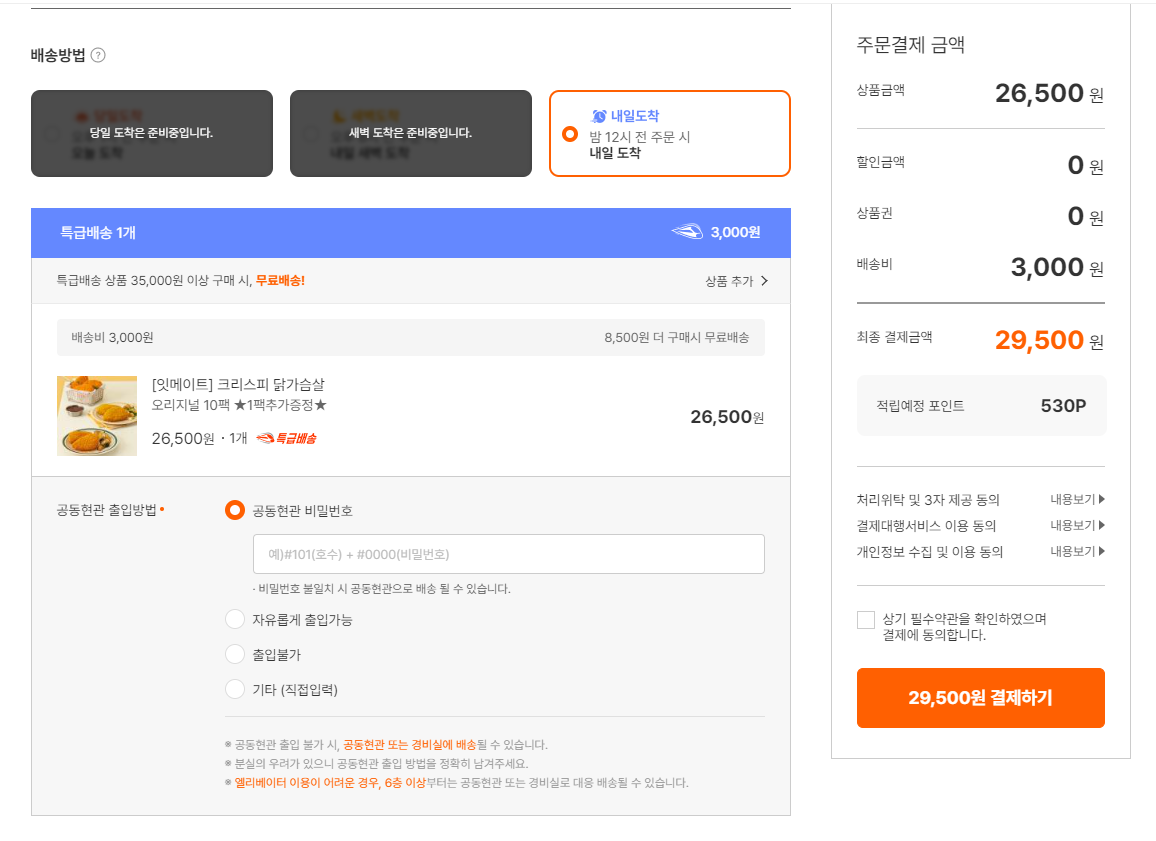 배송방법 ?
당일도착
당일 도착은 준비중입니다.
오늘 도착
새벽도착
새벽 도착은 준비중입니다.
내일 새벽 도착
내일도착
밤 12시 전 주문 시
내일 도착
특급배송 1개 3,000원
특급배송 상품 35,000원 이상 구매 시, 무료배송! 상품 추가
배송비 3,000원 8,500원 더 구매시 무료배송
[잇메이트] 크리스피 닭가슴살
오리지널 10팩 ★1팩추가증정★
26,500원 · 1개 특급배송
26,500원
공동현관 출입방법
공동현관 비밀번호
예)#101(호수) + #0000(비밀번호)
· 비밀번호 불일치 시 공동현관으로 배송 될 수 있습니다.
자유롭게 출입가능
출입불가
기타 (직접입력)
※ 공동현관 출입 불가 시, 공동현관 또는 경비실에 배송될 수 있습니다.
※ 분실의 우려가 있으니 공동현관 출입 방법을 정확히 남겨주세요.
※ 엘리베이터 이용이 어려운 경우, 6층 이상부터는 공동현관 또는 경비실로 대응 배송될 수 있습니다.
주문결제 금액
상품금액 26,500 원
할인금액 0 원
상품권 0 원
배송비 3,000 원
최종 결제금액 29,500 원
적립예정 포인트 530P
처리위탁 및 3자 제공 동의 내용보기
결제대행서비스 이용 동의 내용보기
개인정보 수집 및 이용 동의 내용보기
상기 필수약관을 확인하였으며
결제에 동의합니다.
29,500원 결제하기